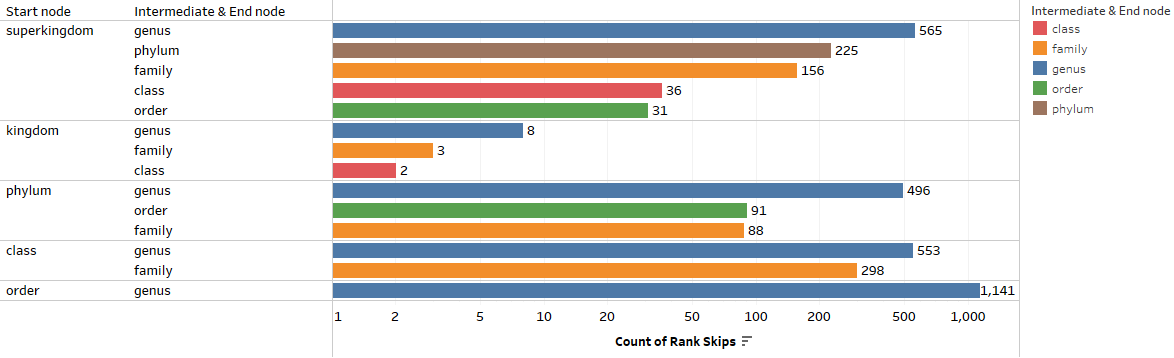 Start node Intermediate & End node
superkingdom genus 565
phylum 225
family 156
class 36
order 31
kingdom genus 8
family 3
class 2
phylum genus 496
order 91
family 88
class genus 553
family 298
order genus 1,141
1 2 5 10 20 50 100 200 500 1,000
Count of Rank Skips
Intermediate & End node
class
family
genus
order
phylum